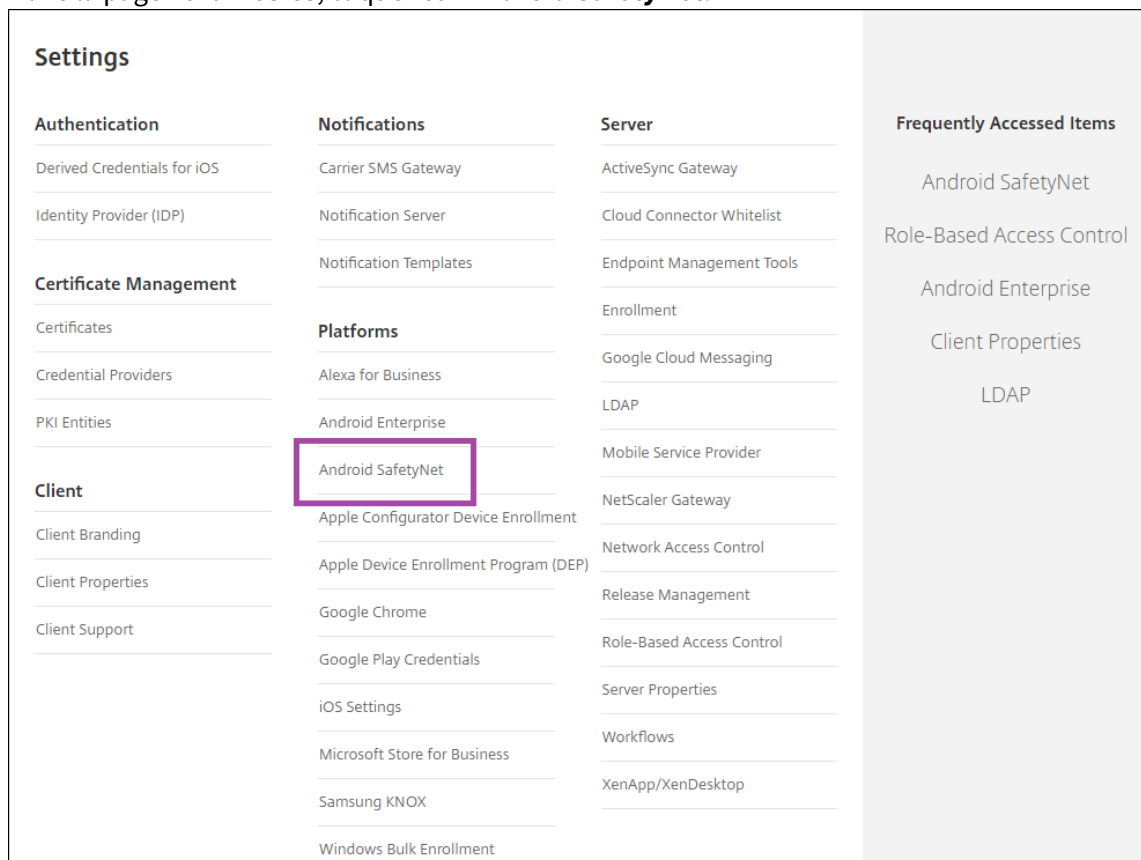 Settings
Authentication
Derived Credentials for iOS
Identity Provider (IDP)
Certificate Management
Certificates
Credential Providers
PKI Entities
Client
Client Branding
Client Properties
Client Support
Notifications
Carrier SMS Gateway
Notification Server
Notification Templates
Platforms
Alexa for Business
Android Enterprise
Android SafetyNet
Apple Configurator Device Enrollment
Apple Device Enrollment Program (DEP)
Google Chrome
Google Play Credentials
iOS Settings
Microsoft Store for Business
Samsung KNOX
Windows Bulk Enrollment
Server
ActiveSync Gateway
Cloud Connector Whitelist
Endpoint Management Tools
Enrollment
Google Cloud Messaging
LDAP
Mobile Service Provider
NetScaler Gateway
Network Access Control
Release Management
Role-Based Access Control
Server Properties
Workflows
XenApp/XenDesktop
Frequently Accessed Items
Android SafetyNet
Role-Based Access Control
Android Enterprise
Client Properties
LDAP